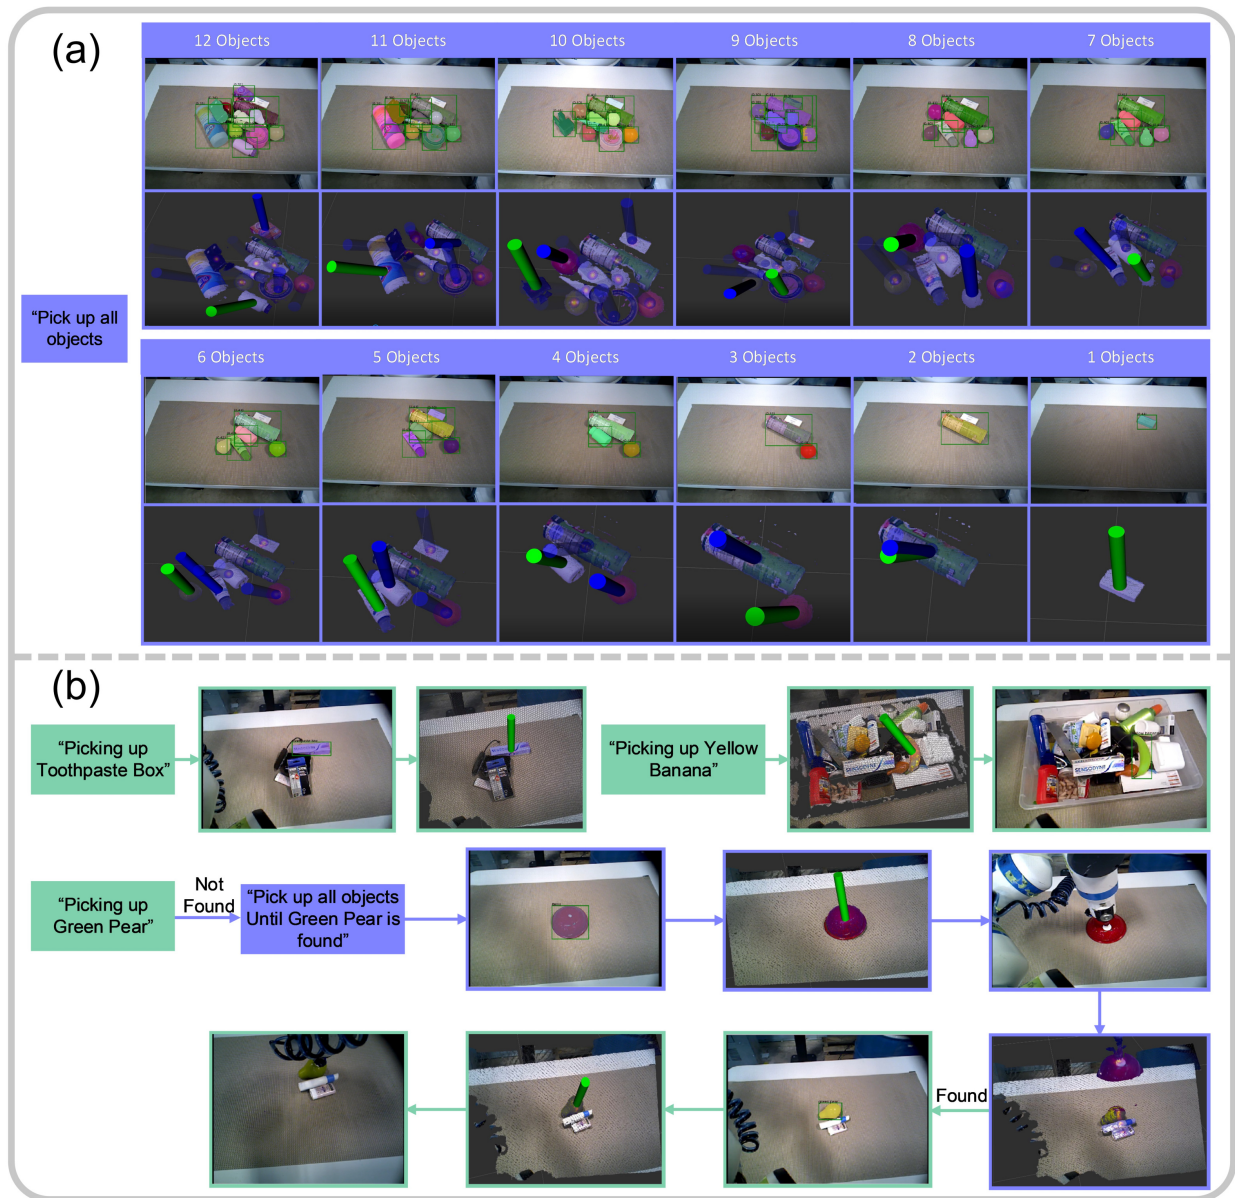 (a)
12 Objects
11 Objects
10 Objects
9 Objects
8 Objects
7 Objects
“Pick up all
objects
6 Objects
5 Objects
4 Objects
3 Objects
2 Objects
1 Objects
(b)
“Picking up
Toothpaste Box”
“Picking up Yellow
Banana”
SENSODYNE
SENSODYNE
“Picking up
Green Pear”
Not
Found
“Pick up all objects
Until Green Pear is
found”
Found